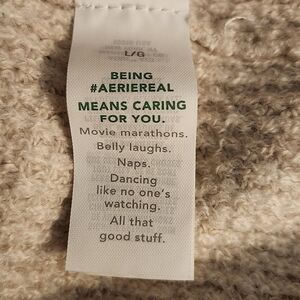 L/G
BEING
#AERIEREAL
MEANS CARING
FOR YOU.
Movie marathons.
Belly laughs.
Naps.
Dancing
like no one's
watching.
All that
good stuff.